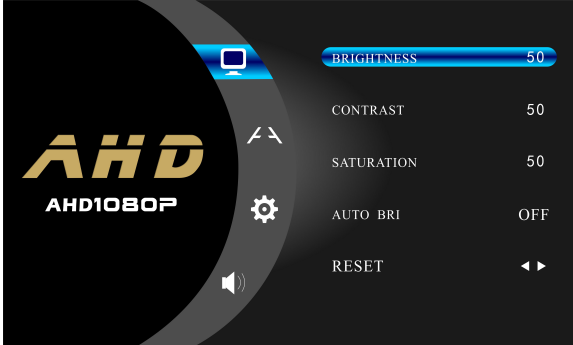 AHD
AHD1080P
BRIGHTNESS 50
CONTRAST 50
SATURATION 50
AUTO BRI OFF
RESET